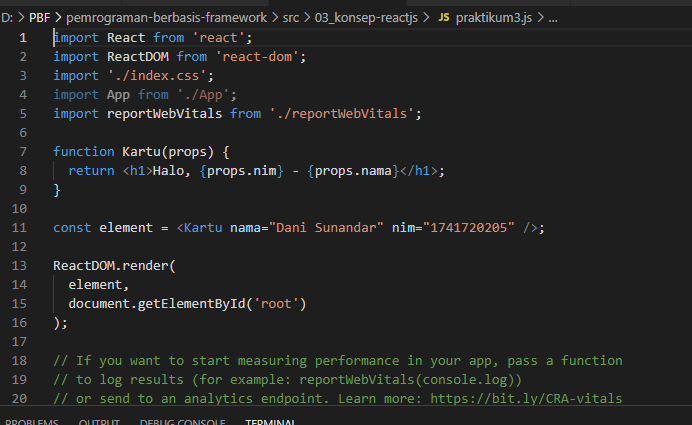 D: > PBF > pemrograman-berbasis-framework > src > 03_konsep-reactjs > JS praktikum3.js > ...
1 import React from 'react';
2 import ReactDOM from 'react-dom';
3 import './index.css';
4 import App from './App';
5 import reportWebVitals from './reportWebVitals';
6
7 function Kartu(props) {
8 return <h1>Halo, {props.nim} - {props.nama}</h1>;
9 }
10
11 const element = <Kartu nama="Dani Sunandar" nim="1741720205" />;
12
13 ReactDOM.render(
14 element,
15 document.getElementById('root')
16 );
17
18 // If you want to start measuring performance in your app, pass a function
19 // to log results (for example: reportWebVitals(console.log))
20 // or send to an analytics endpoint. Learn more: https://bit.ly/CRA-vitals
PROBLEMS OUTPUT DEBUG CONSOLE TERMINAL